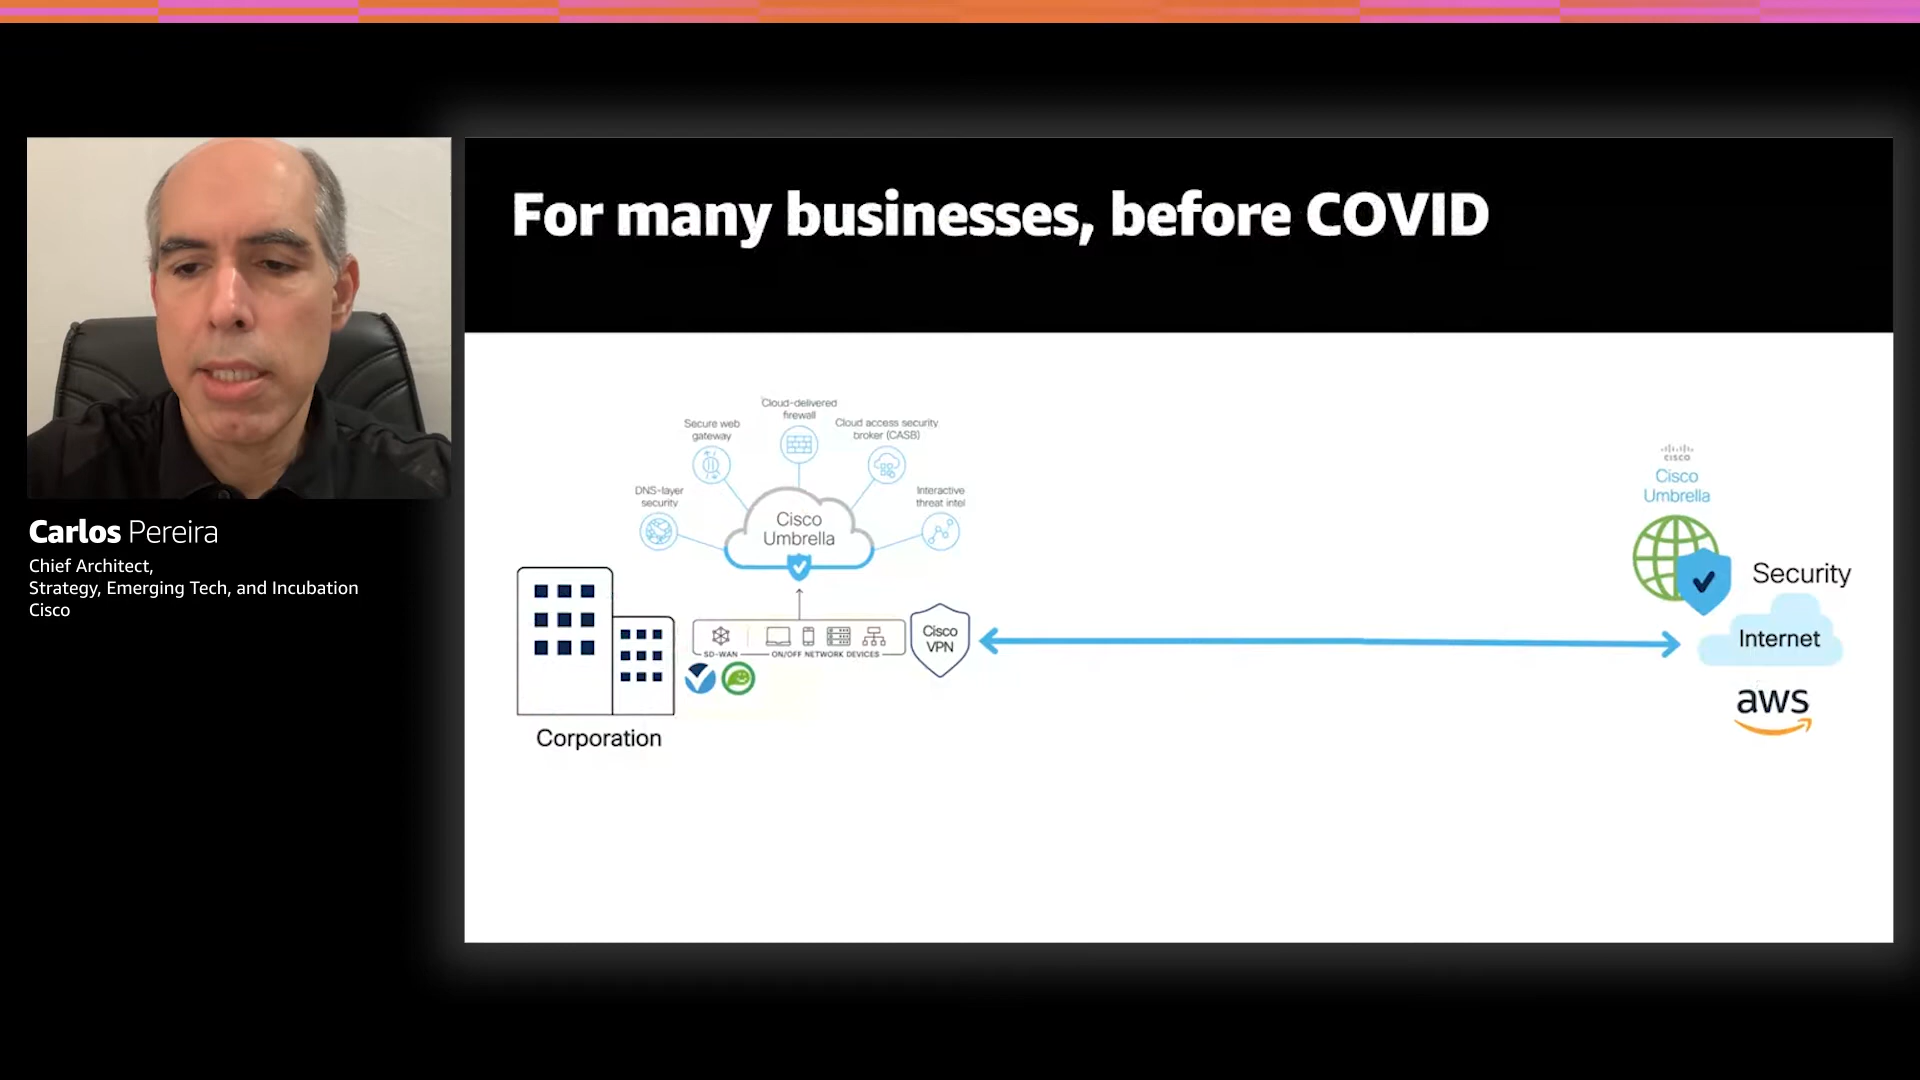 For many businesses, before COVID
Carlos Pereira
Chief Architect,
Strategy, Emerging Tech, and Incubation
Cisco
Cloud-delivered
firewall
Secure web
gateway
Cloud access security
broker (CASB)
DNS-layer
security
Interactive
threat intel
Cisco
Umbrella
SD-WAN
ON/OFF NETWORK DEVICES
Cisco
VPN
Corporation
CISCO
Cisco
Umbrella
Security
Internet
aws